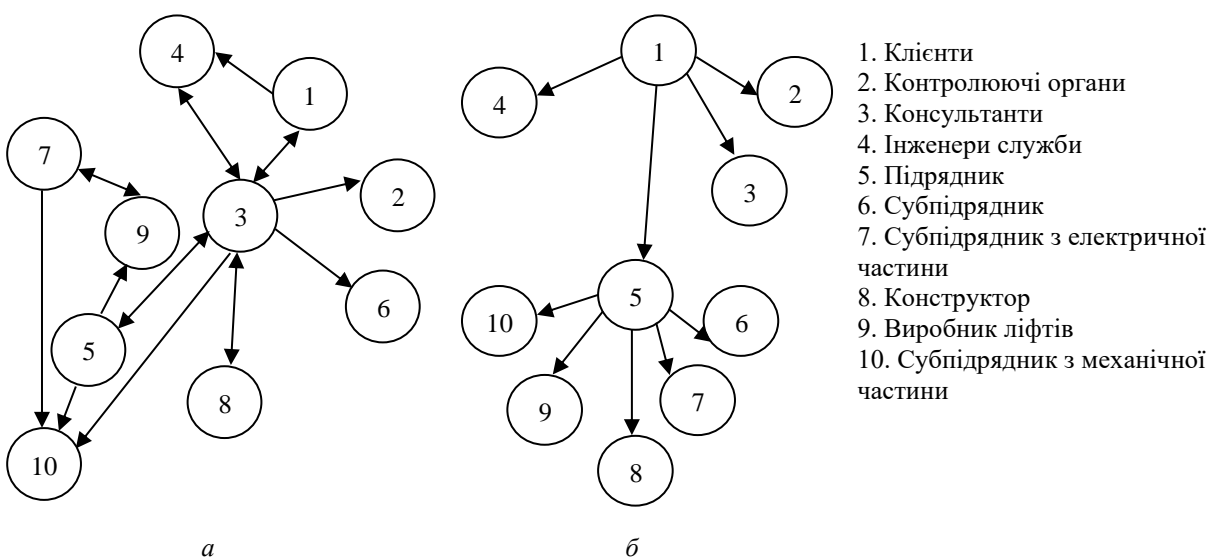 4
1
7
2
3
9
6
5
8
10
а
1
2
4
3
5
6
10
7
9
8
б
1. Клієнти
2. Контролюючі органи
3. Консультанти
4. Інженери служби
5. Підрядник
6. Субпідрядник
7. Субпідрядник з електричної
частини
8. Конструктор
9. Виробник ліфтів
10. Субпідрядник з механічної
частини